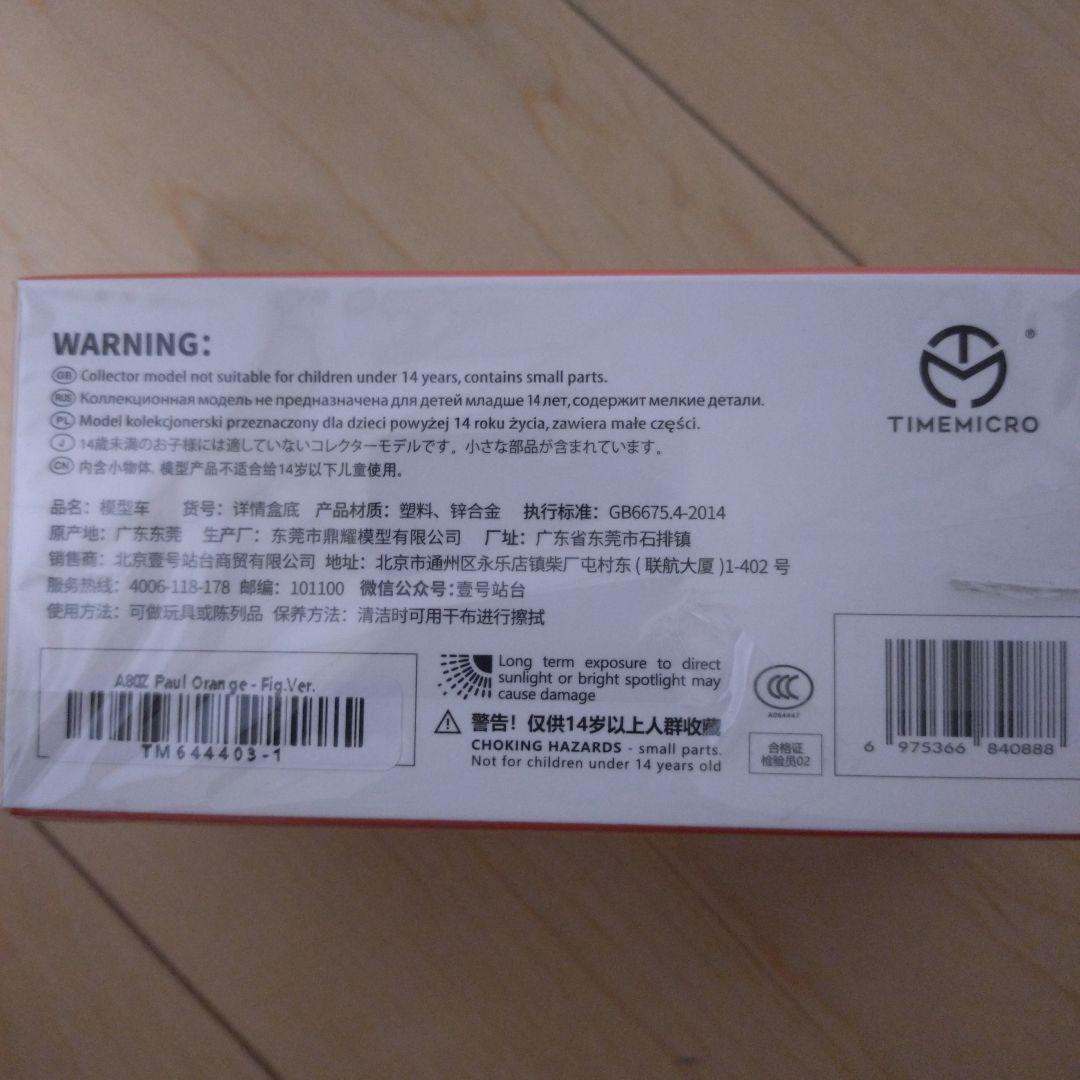 WARNING:
GB Collector model not suitable for children under 14 years, contains small parts.
RUS Коллекционная модель не предназначена для детей младше 14 лет, содержит мелкие детали.
PL Model kolekcjonerski przeznaczony dla dzieci powyżej 14 roku życia, zawiera małe części.
J 14歳未満のお子様には適していないコレクターモデルです。小さな部品が含まれています。
CN 内含小物体, 模型产品不适合给14岁以下儿童使用。
TM
®
TIMEMICRO
品名：模型车 货号：详情盒底 产品材质：塑料、锌合金 执行标准：GB6675.4-2014
原产地：广东东莞 生产厂：东莞市鼎耀模型有限公司 厂址：广东省东莞市石排镇
销售商：北京壹号站台商贸有限公司 地址：北京市通州区永乐店镇柴厂屯村东 ( 联航大厦 )1-402 号
服务热线：4006-118-178 邮编：101100 微信公众号：壹号站台
使用方法：可做玩具或陈列品 保养方法：清洁时可用干布进行擦拭
A80Z Paul Orange - Fig.Ver.
TM644403-1
Long term exposure to direct
sunlight or bright spotlight may
cause damage
警告！仅供14岁以上人群收藏
CHOKING HAZARDS - small parts.
Not for children under 14 years old
CCC
A064447
合格证
检验员02
6 975366 840888